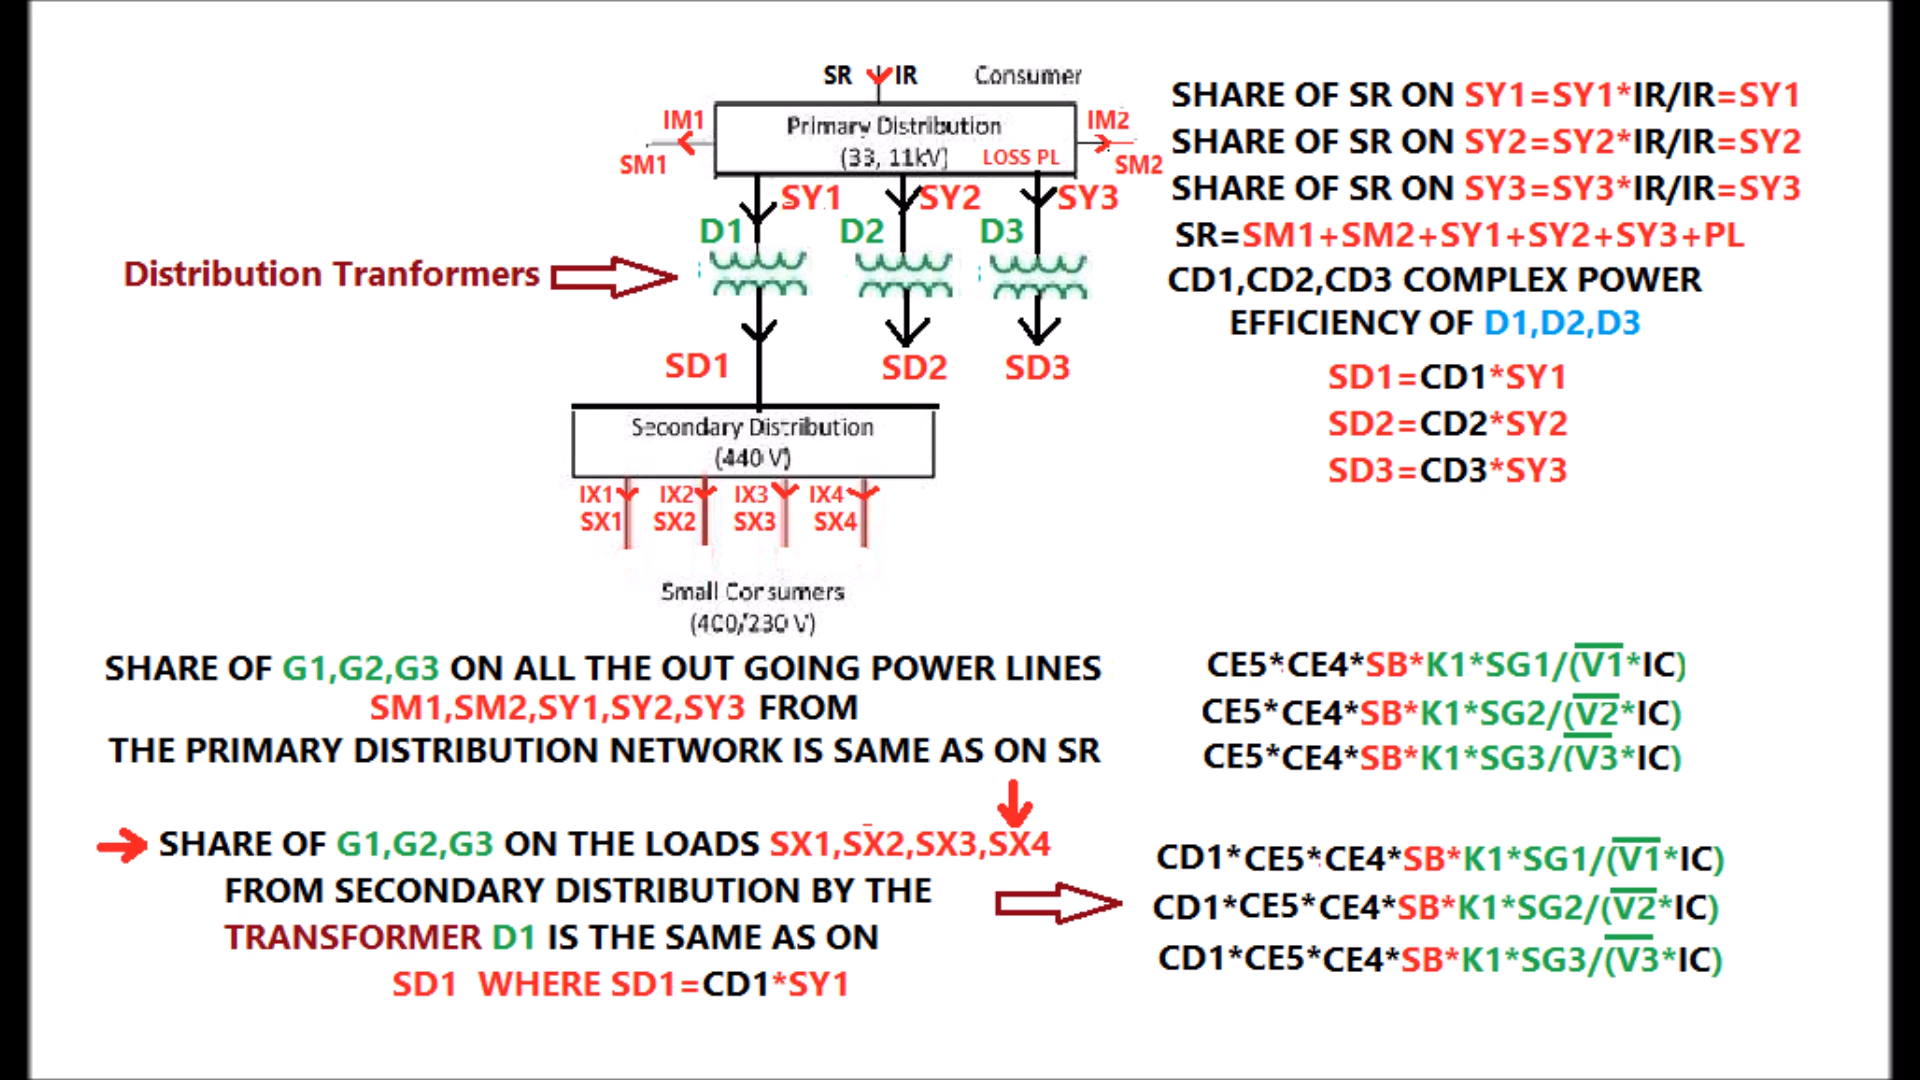 SR IR Consumer
IM1 IM2
Primary Distribution
(33, 11kV) LOSS PL
SM1 SM2
SY1 SY2 SY3
D1 D2 D3
Distribution Tranformers
SD1 SD2 SD3
Secondary Distribution
(440 V)
IX1 IX2 IX3 IX4
SX1 SX2 SX3 SX4
Small Consumers
(400/230 V)
SHARE OF SR ON SY1=SY1*IR/IR=SY1
SHARE OF SR ON SY2=SY2*IR/IR=SY2
SHARE OF SR ON SY3=SY3*IR/IR=SY3
SR=SM1+SM2+SY1+SY2+SY3+PL
CD1,CD2,CD3 COMPLEX POWER
EFFICIENCY OF D1,D2,D3
SD1=CD1*SY1
SD2=CD2*SY2
SD3=CD3*SY3
SHARE OF G1,G2,G3 ON ALL THE OUT GOING POWER LINES
SM1,SM2,SY1,SY2,SY3 FROM
THE PRIMARY DISTRIBUTION NETWORK IS SAME AS ON SR
CE5*CE4*SB*K1*SG1/(V1*IC)
CE5*CE4*SB*K1*SG2/(V2*IC)
CE5*CE4*SB*K1*SG3/(V3*IC)
SHARE OF G1,G2,G3 ON THE LOADS SX1,SX2,SX3,SX4
FROM SECONDARY DISTRIBUTION BY THE
TRANSFORMER D1 IS THE SAME AS ON
SD1 WHERE SD1=CD1*SY1
CD1*CE5*CE4*SB*K1*SG1/(V1*IC)
CD1*CE5*CE4*SB*K1*SG2/(V2*IC)
CD1*CE5*CE4*SB*K1*SG3/(V3*IC)